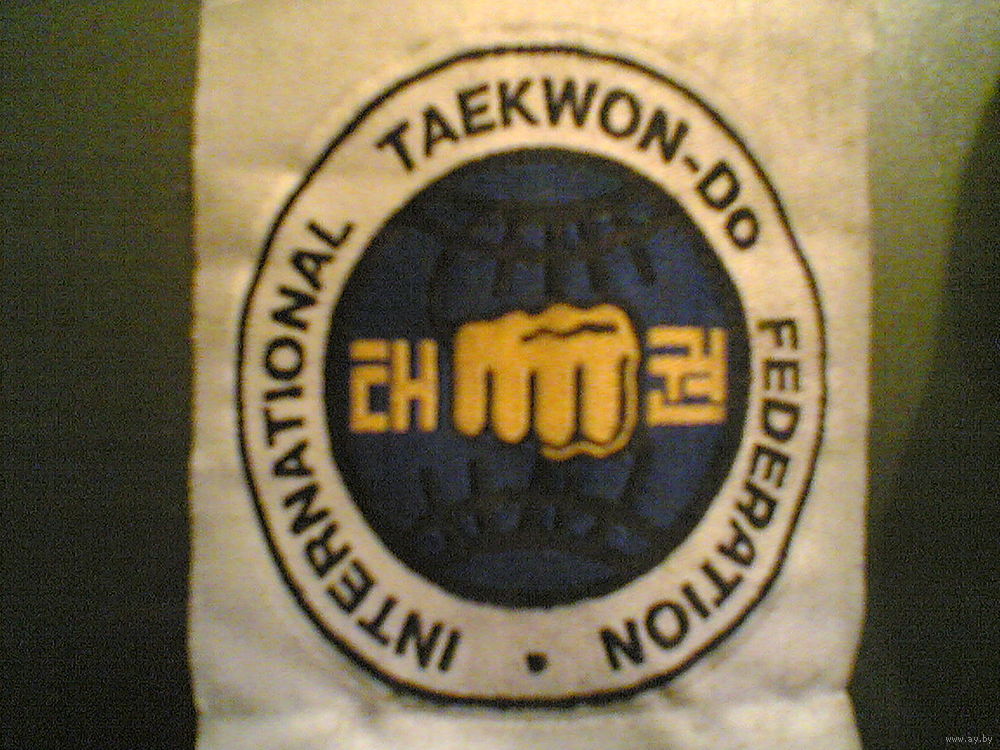 INTERNATIONAL TAEKWON-DO FEDERATION
태권
www.ay.by